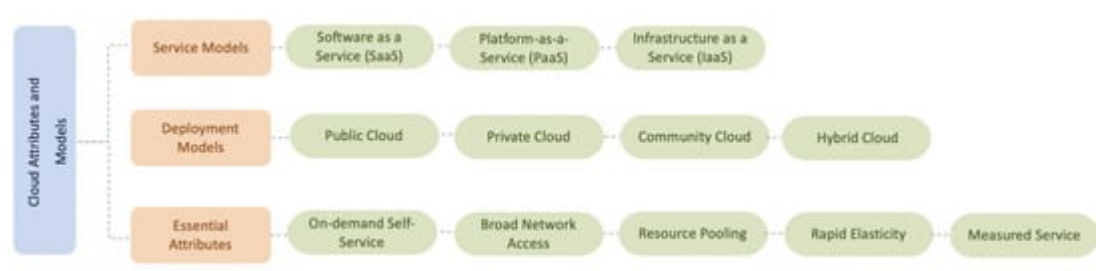 Cloud Attributes and
Models
Service Models
Software as a
Service (SaaS)
Platform-as-a-
Service (PaaS)
Infrastructure as a
Service (IaaS)
Deployment
Models
Public Cloud
Private Cloud
Community Cloud
Hybrid Cloud
Essential
Attributes
On-demand Self-
Service
Broad Network
Access
Resource Pooling
Rapid Elasticity
Measured Service